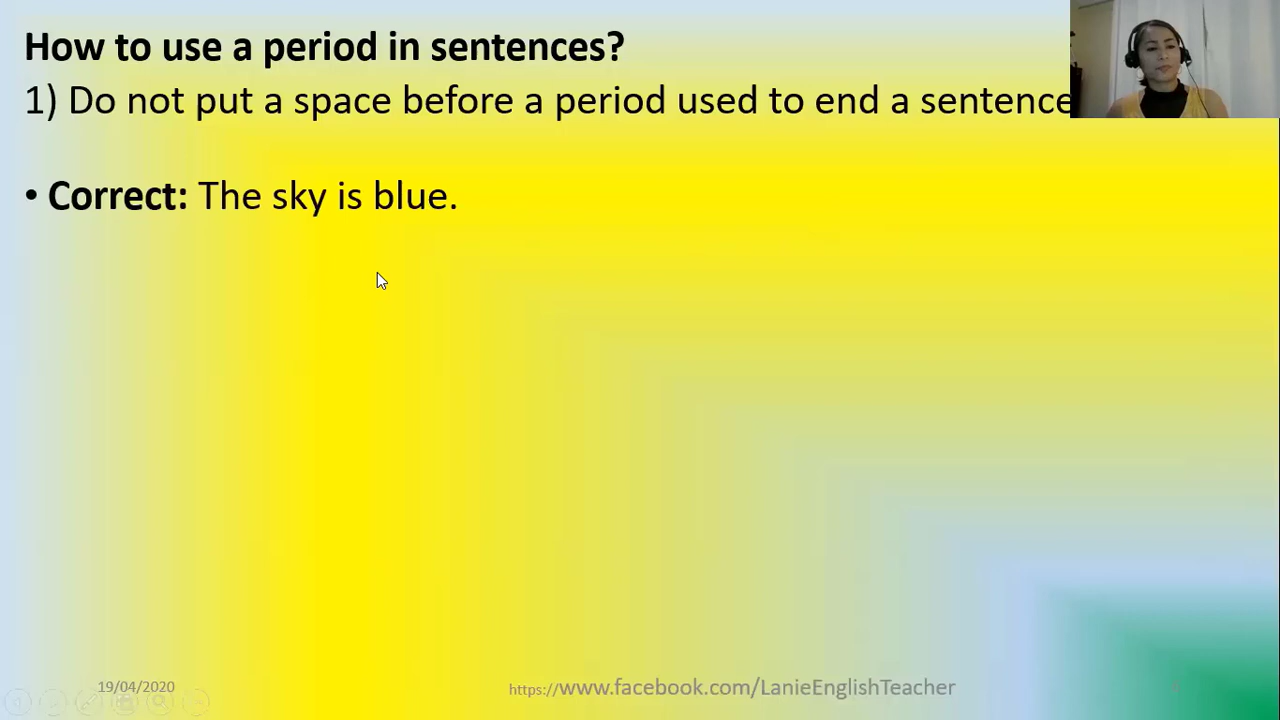 How to use a period in sentences?
1) Do not put a space before a period used to end a sentence
• Correct: The sky is blue.
19/04/2020
https://www.facebook.com/LanieEnglishTeacher